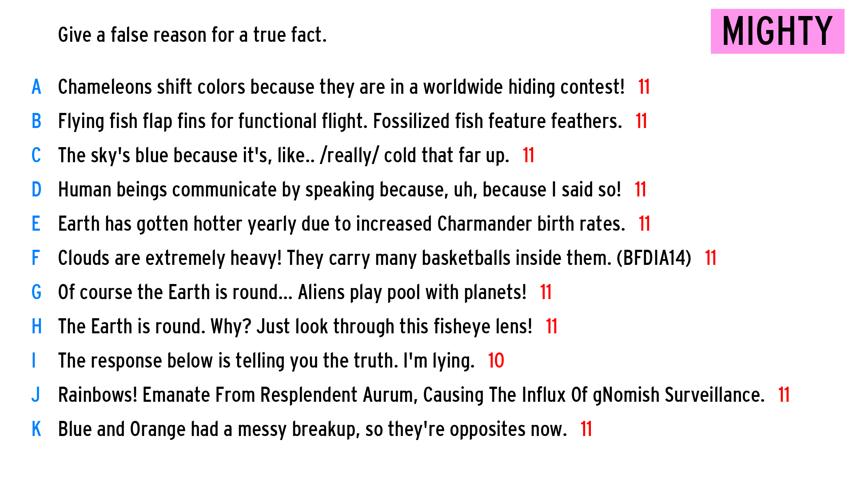 Give a false reason for a true fact.
MIGHTY
A Chameleons shift colors because they are in a worldwide hiding contest! 11
B Flying fish flap fins for functional flight. Fossilized fish feature feathers. 11
C The sky's blue because it's, like.. /really/ cold that far up. 11
D Human beings communicate by speaking because, uh, because I said so! 11
E Earth has gotten hotter yearly due to increased Charmander birth rates. 11
F Clouds are extremely heavy! They carry many basketballs inside them. (BFDIA14) 11
G Of course the Earth is round... Aliens play pool with planets! 11
H The Earth is round. Why? Just look through this fisheye lens! 11
I The response below is telling you the truth. I'm lying. 10
J Rainbows! Emanate From Resplendent Aurum, Causing The Influx Of gNomish Surveillance. 11
K Blue and Orange had a messy breakup, so they're opposites now. 11